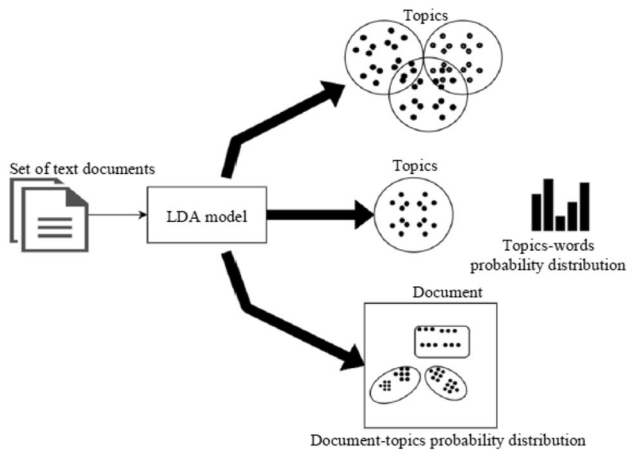 Topics
Set of text documents
LDA model
Topics
Topics-words
probability distribution
Document
Document-topics probability distribution